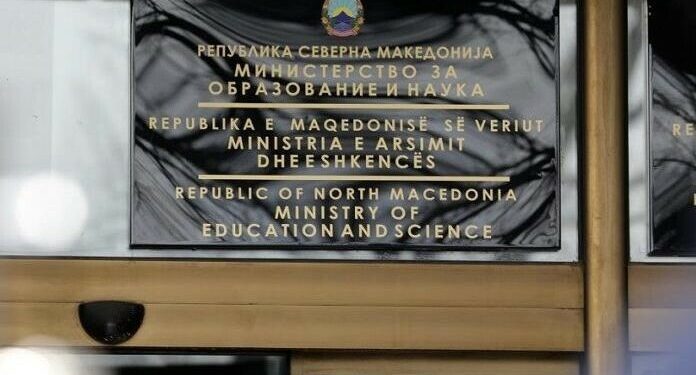 РЕПУБЛИКА СЕВЕРНА МАКЕДОНИЈА
МИНИСТЕРСТВО ЗА
ОБРАЗОВАНИЕ И НАУКА
REPUBLIKA E MAQEDONISË SË VERIUT
MINISTRIA E ARSIMIT
DHE E SHKENCËS
REPUBLIC OF NORTH MACEDONIA
MINISTRY OF
EDUCATION AND SCIENCE